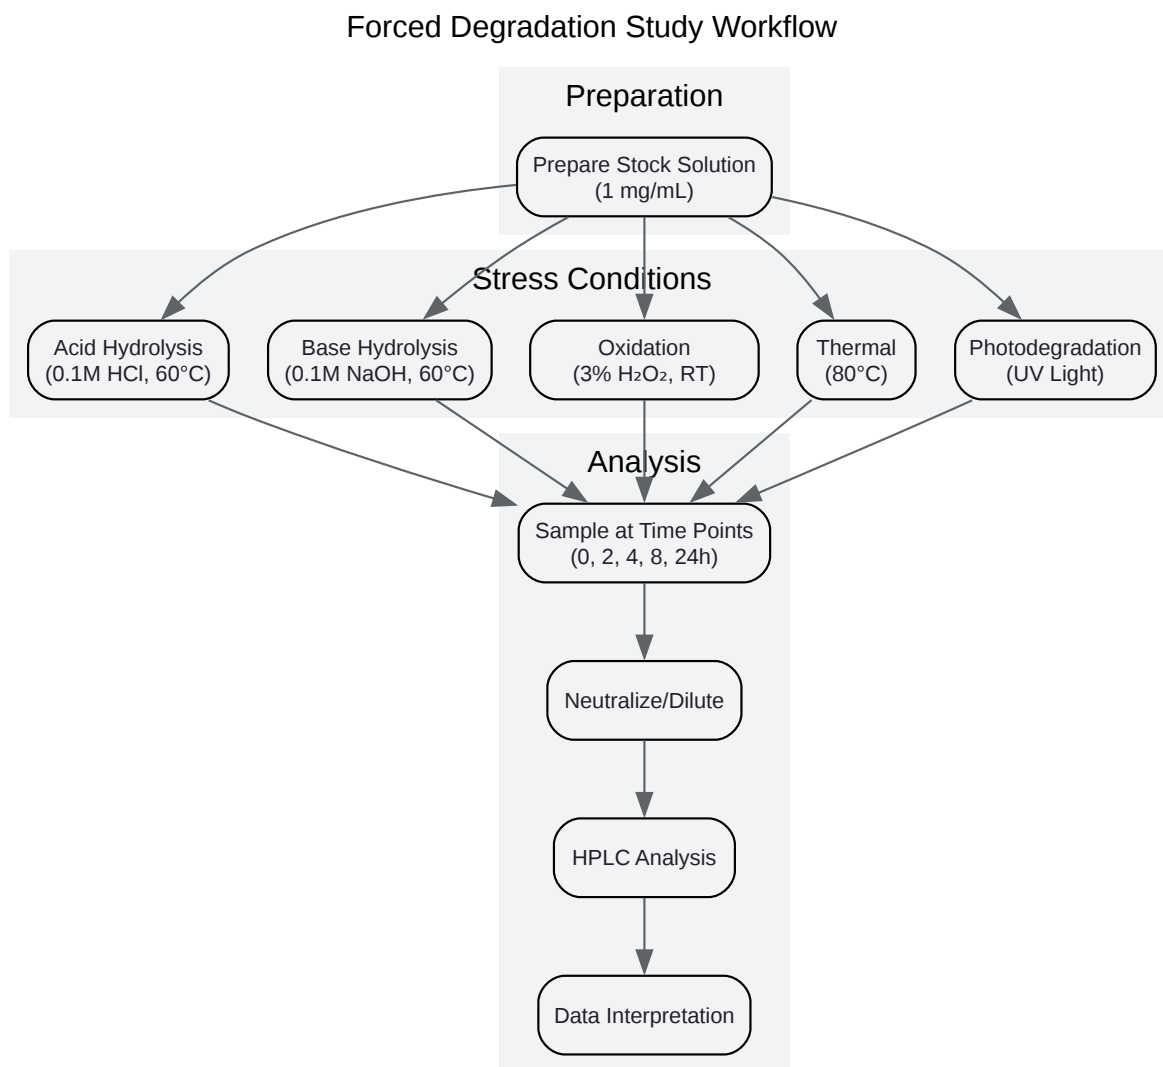 Forced Degradation Study Workflow
Preparation
Prepare Stock Solution
(1 mg/mL)
Stress Conditions
Acid Hydrolysis
(0.1M HCl, 60°C)
Base Hydrolysis
(0.1M NaOH, 60°C)
Oxidation
(3% H₂O₂, RT)
Thermal
(80°C)
Photodegradation
(UV Light)
Analysis
Sample at Time Points
(0, 2, 4, 8, 24h)
Neutralize/Dilute
HPLC Analysis
Data Interpretation